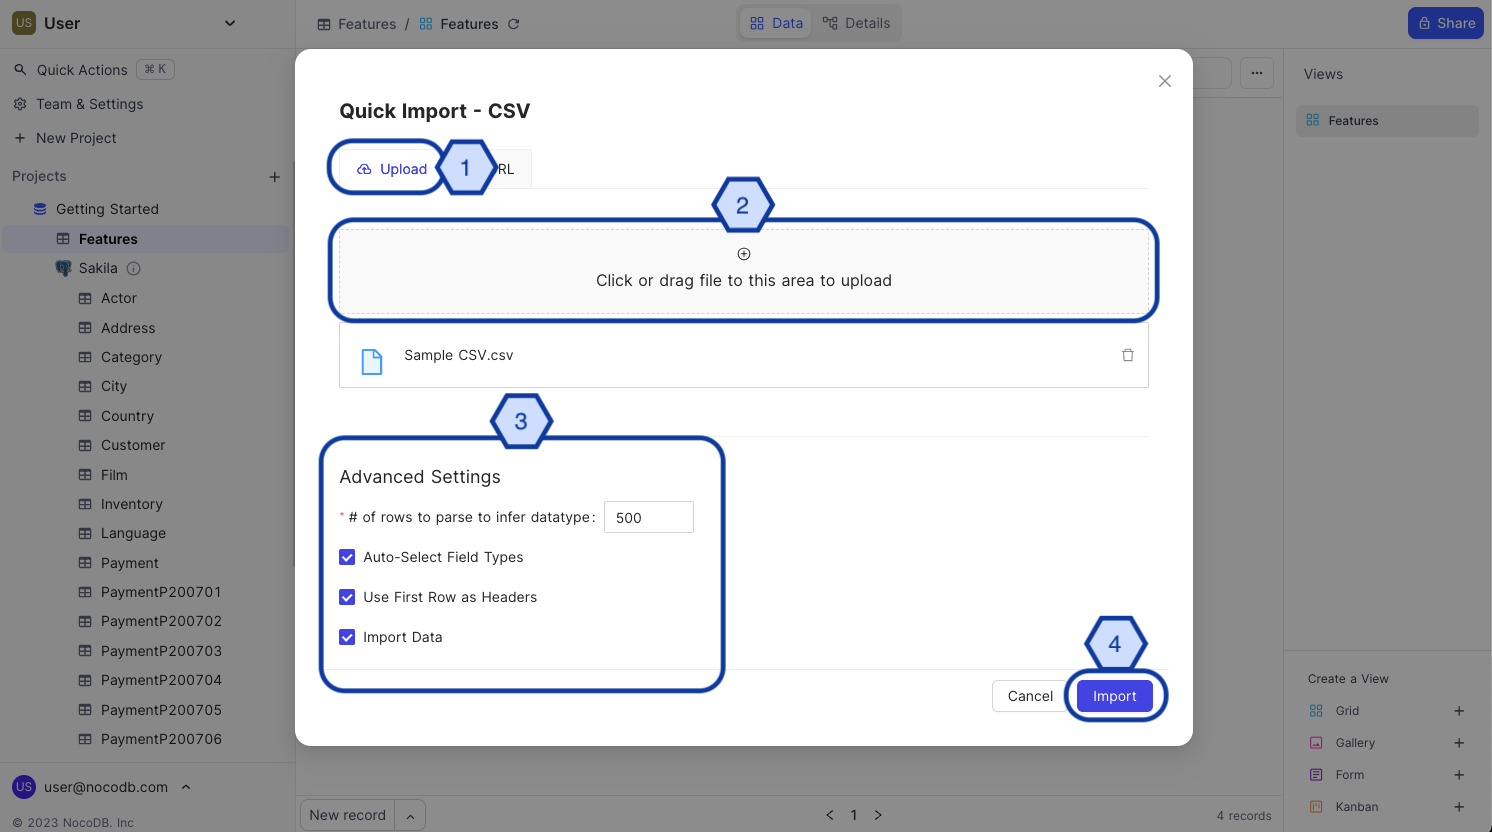 US User
Features / Features
Data Details
Share
Quick Actions ⌘ K
Team & Settings
New Project
Projects
Getting Started
Features
Sakila
Actor
Address
Category
City
Country
Customer
Film
Inventory
Language
Payment
PaymentP200701
PaymentP200702
PaymentP200703
PaymentP200704
PaymentP200705
PaymentP200706
US user@nocodb.com
© 2023 NocoDB. Inc
Quick Import - CSV
Upload 1 RL
2
Click or drag file to this area to upload
Sample CSV.csv
3
Advanced Settings
* # of rows to parse to infer datatype: 500
Auto-Select Field Types
Use First Row as Headers
Import Data
4
Cancel Import
New record
1
4 records
Views
Features
Create a View
Grid
Gallery
Form
Kanban